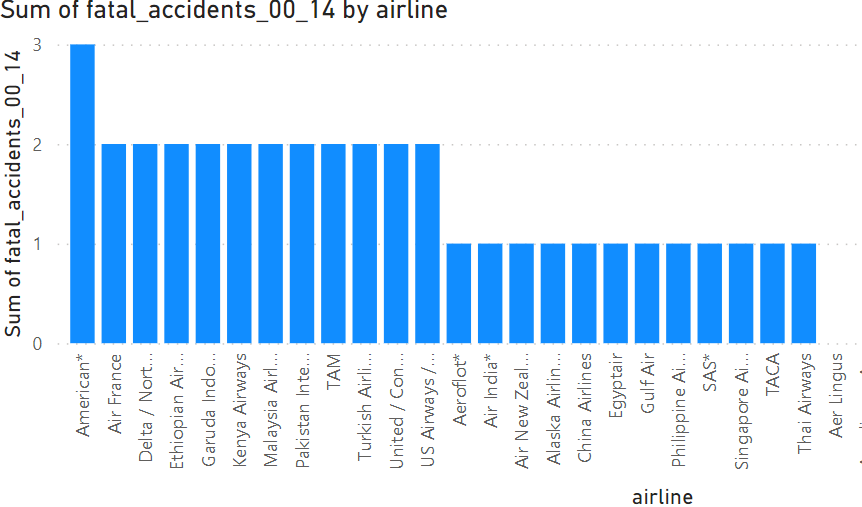 Sum of fatal_accidents_00_14 by airline
Sum of fatal_accidents_00_14
3
2
1
0
American*
Air France
Delta / Nort...
Ethiopian Air...
Garuda Indo...
Kenya Airways
Malaysia Airl...
Pakistan Inte...
TAM
Turkish Airli...
United / Con...
US Airways /...
Aeroflot*
Air India*
Air New Zeal...
Alaska Airlin...
China Airlines
Egyptair
Gulf Air
Philippine Ai...
SAS*
Singapore Ai...
TACA
Thai Airways
Aer Lingus
airline